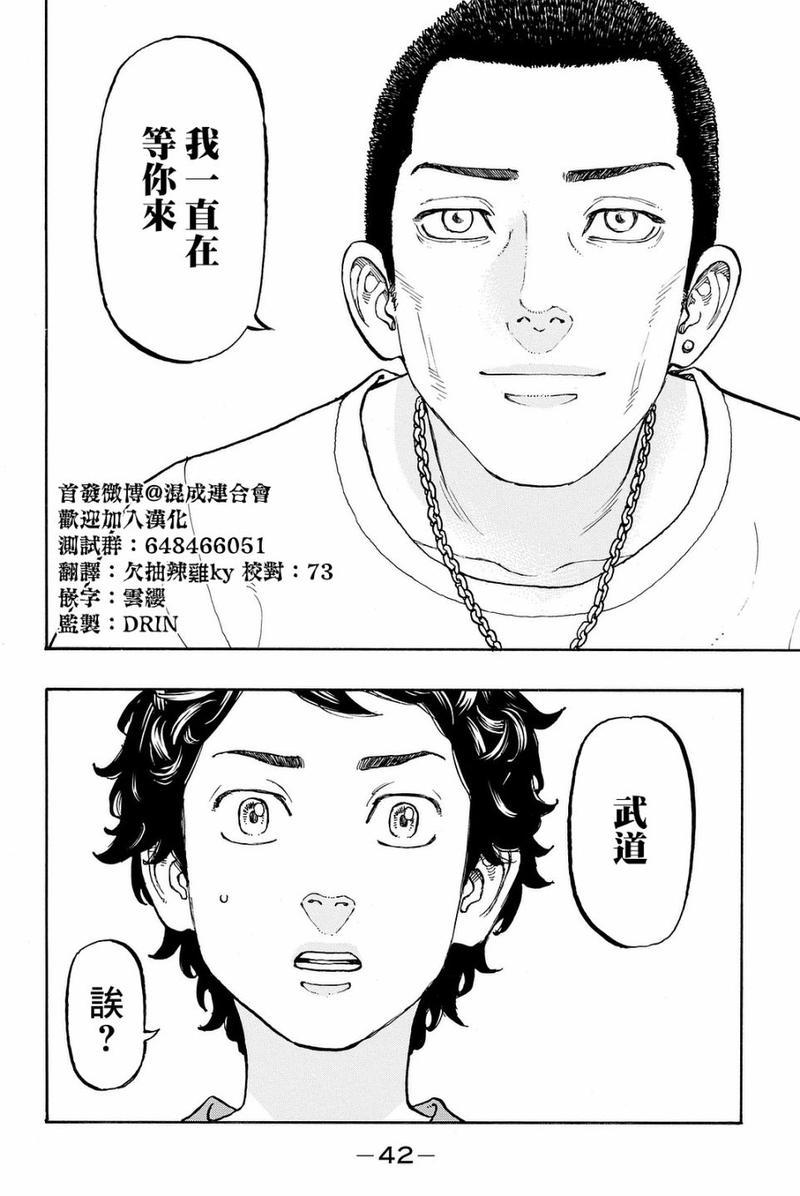 我一直在
等你來
首發微博@混成連合會
歡迎加入漢化
測試群：648466051
翻譯：欠抽辣雞ky 校對：73
嵌字：雲纓
監製：DRIN
武道
誒？
—42—